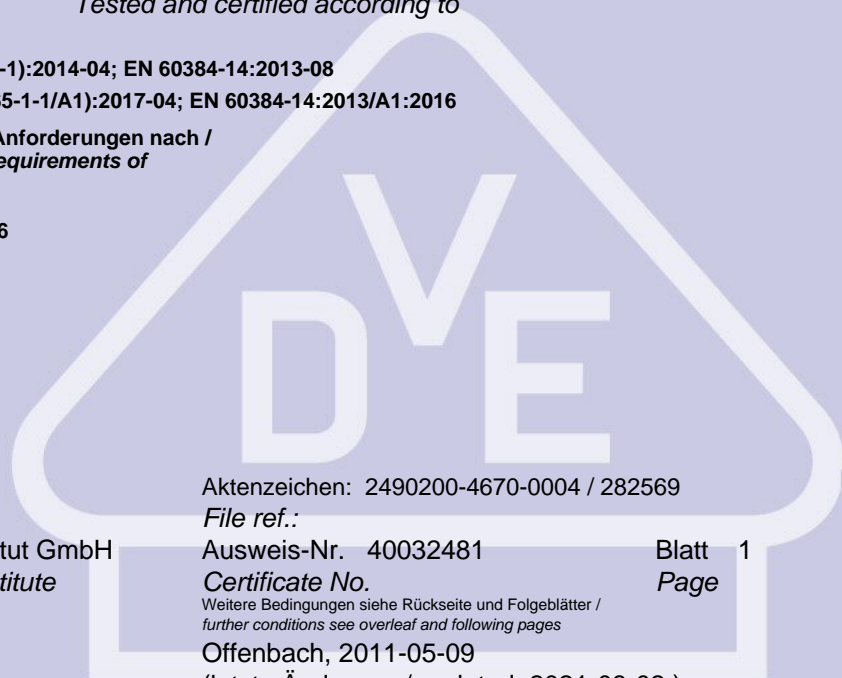 Tested and certified according to
-1):2014-04; EN 60384-14:2013-08
5-1-1/A1):2017-04; EN 60384-14:2013/A1:2016
Anforderungen nach /
equirements of
6
D V E
Aktenzeichen: 2490200-4670-0004 / 282569
File ref.:
tut GmbH Ausweis-Nr. 40032481 Blatt 1
titute Certificate No. Page
Weitere Bedingungen siehe Rückseite und Folgeblätter /
further conditions see overleaf and following pages
Offenbach, 2011-05-09